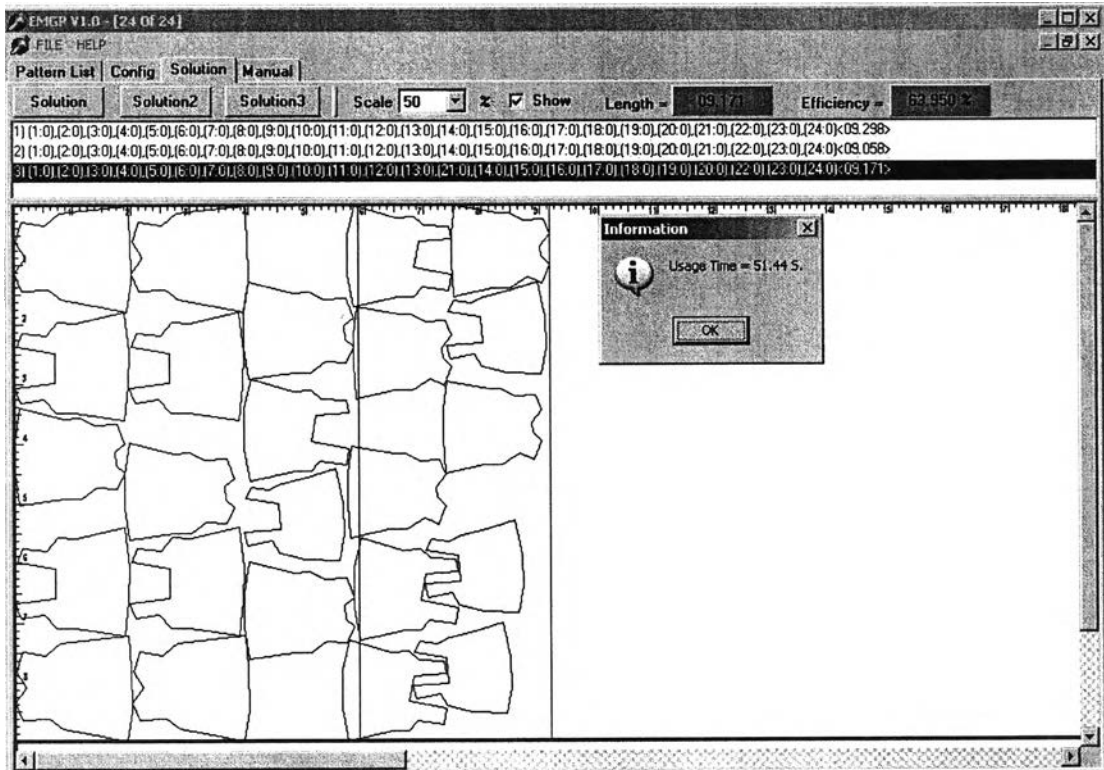 EMGP V1.0 - [24 Of 24]
FILE HELP
Pattern List Config Solution Manual
Solution Solution2 Solution3 Scale 50 % Show Length = 09.171 Efficiency = 63.950 %
1) (1:0),(2:0),(3:0),(4:0),(5:0),(6:0),(7:0),(8:0),(9:0),(10:0),(11:0),(12:0),(13:0),(14:0),(15:0),(16:0),(17:0),(18:0),(19:0),(20:0),(21:0),(22:0),(23:0),(24:0)<09.298>
2) (1:0),(2:0),(3:0),(4:0),(5:0),(6:0),(7:0),(8:0),(9:0),(10:0),(11:0),(12:0),(13:0),(14:0),(15:0),(16:0),(17:0),(18:0),(19:0),(20:0),(21:0),(22:0),(23:0),(24:0)<09.058>
3) (1:0),(2:0),(3:0),(4:0),(5:0),(6:0),(7:0),(8:0),(9:0),(10:0),(11:0),(12:0),(13:0),(21:0),(14:0),(15:0),(16:0),(17:0),(18:0),(19:0),(20:0),(22:0),(23:0),(24:0)<09.171>
Information
Usage Time = 51.44 S.
OK